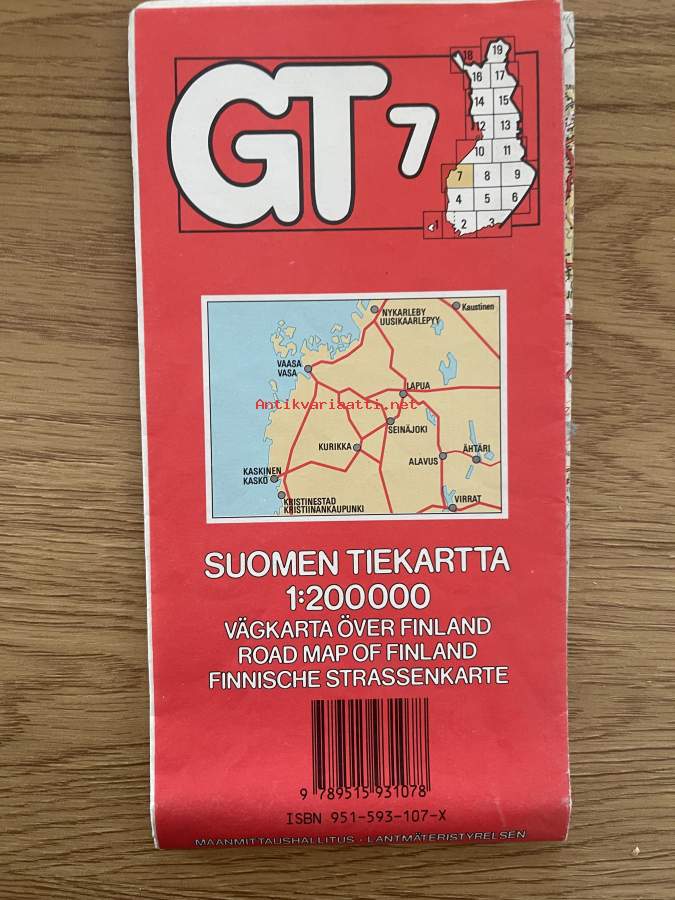 GT 7
18 19
16 17
14 15
12 13
10 11
7 8 9
4 5 6
1 2 3
NYKARLEBY
UUSIKAARLEPYY
Kaustinen
VAASA
VASA
LAPUA
Antikvariaatti.net
SEINÄJOKI
KURIKKA
ALAVUS
ÄHTÄRI
KASKINEN
KASKÖ
KRISTINESTAD
KRISTIINANKAUPUNKI
VIRRAT
SUOMEN TIEKARTTA
1:200000
VÄGKARTA ÖVER FINLAND
ROAD MAP OF FINLAND
FINNISCHE STRASSENKARTE
9 789515 931078
ISBN 951-593-107-X
MAANMITTAUSHALLITUS · LANTMÄTERISTYRELSEN